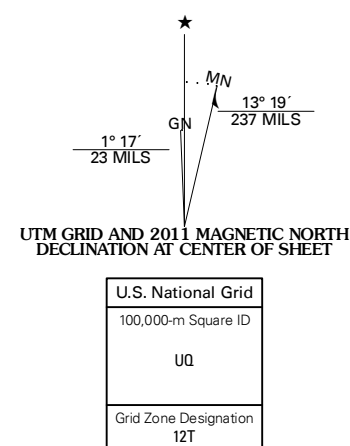 ★
MN
13° 19´
237 MILS
GN
1° 17´
23 MILS
UTM GRID AND 2011 MAGNETIC NORTH
DECLINATION AT CENTER OF SHEET
U.S. National Grid
100,000-m Square ID
UQ
Grid Zone Designation
12T